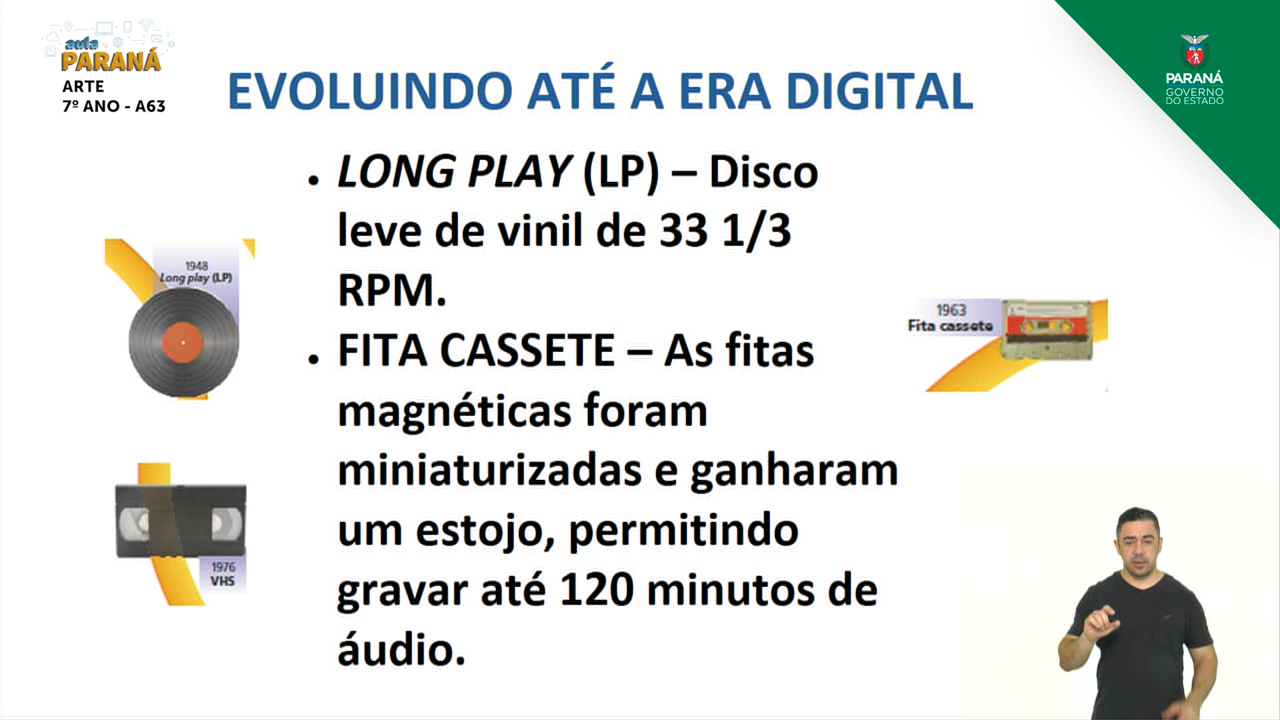 aula
PARANÁ
ARTE
7º ANO - A63
EVOLUINDO ATÉ A ERA DIGITAL
PARANÁ
GOVERNO
DO ESTADO
• LONG PLAY (LP) – Disco
leve de vinil de 33 1/3
RPM.
• FITA CASSETE – As fitas
magnéticas foram
miniaturizadas e ganharam
um estojo, permitindo
gravar até 120 minutos de
áudio.
1948
Long play (LP)
1976
VHS
1963
Fita cassete